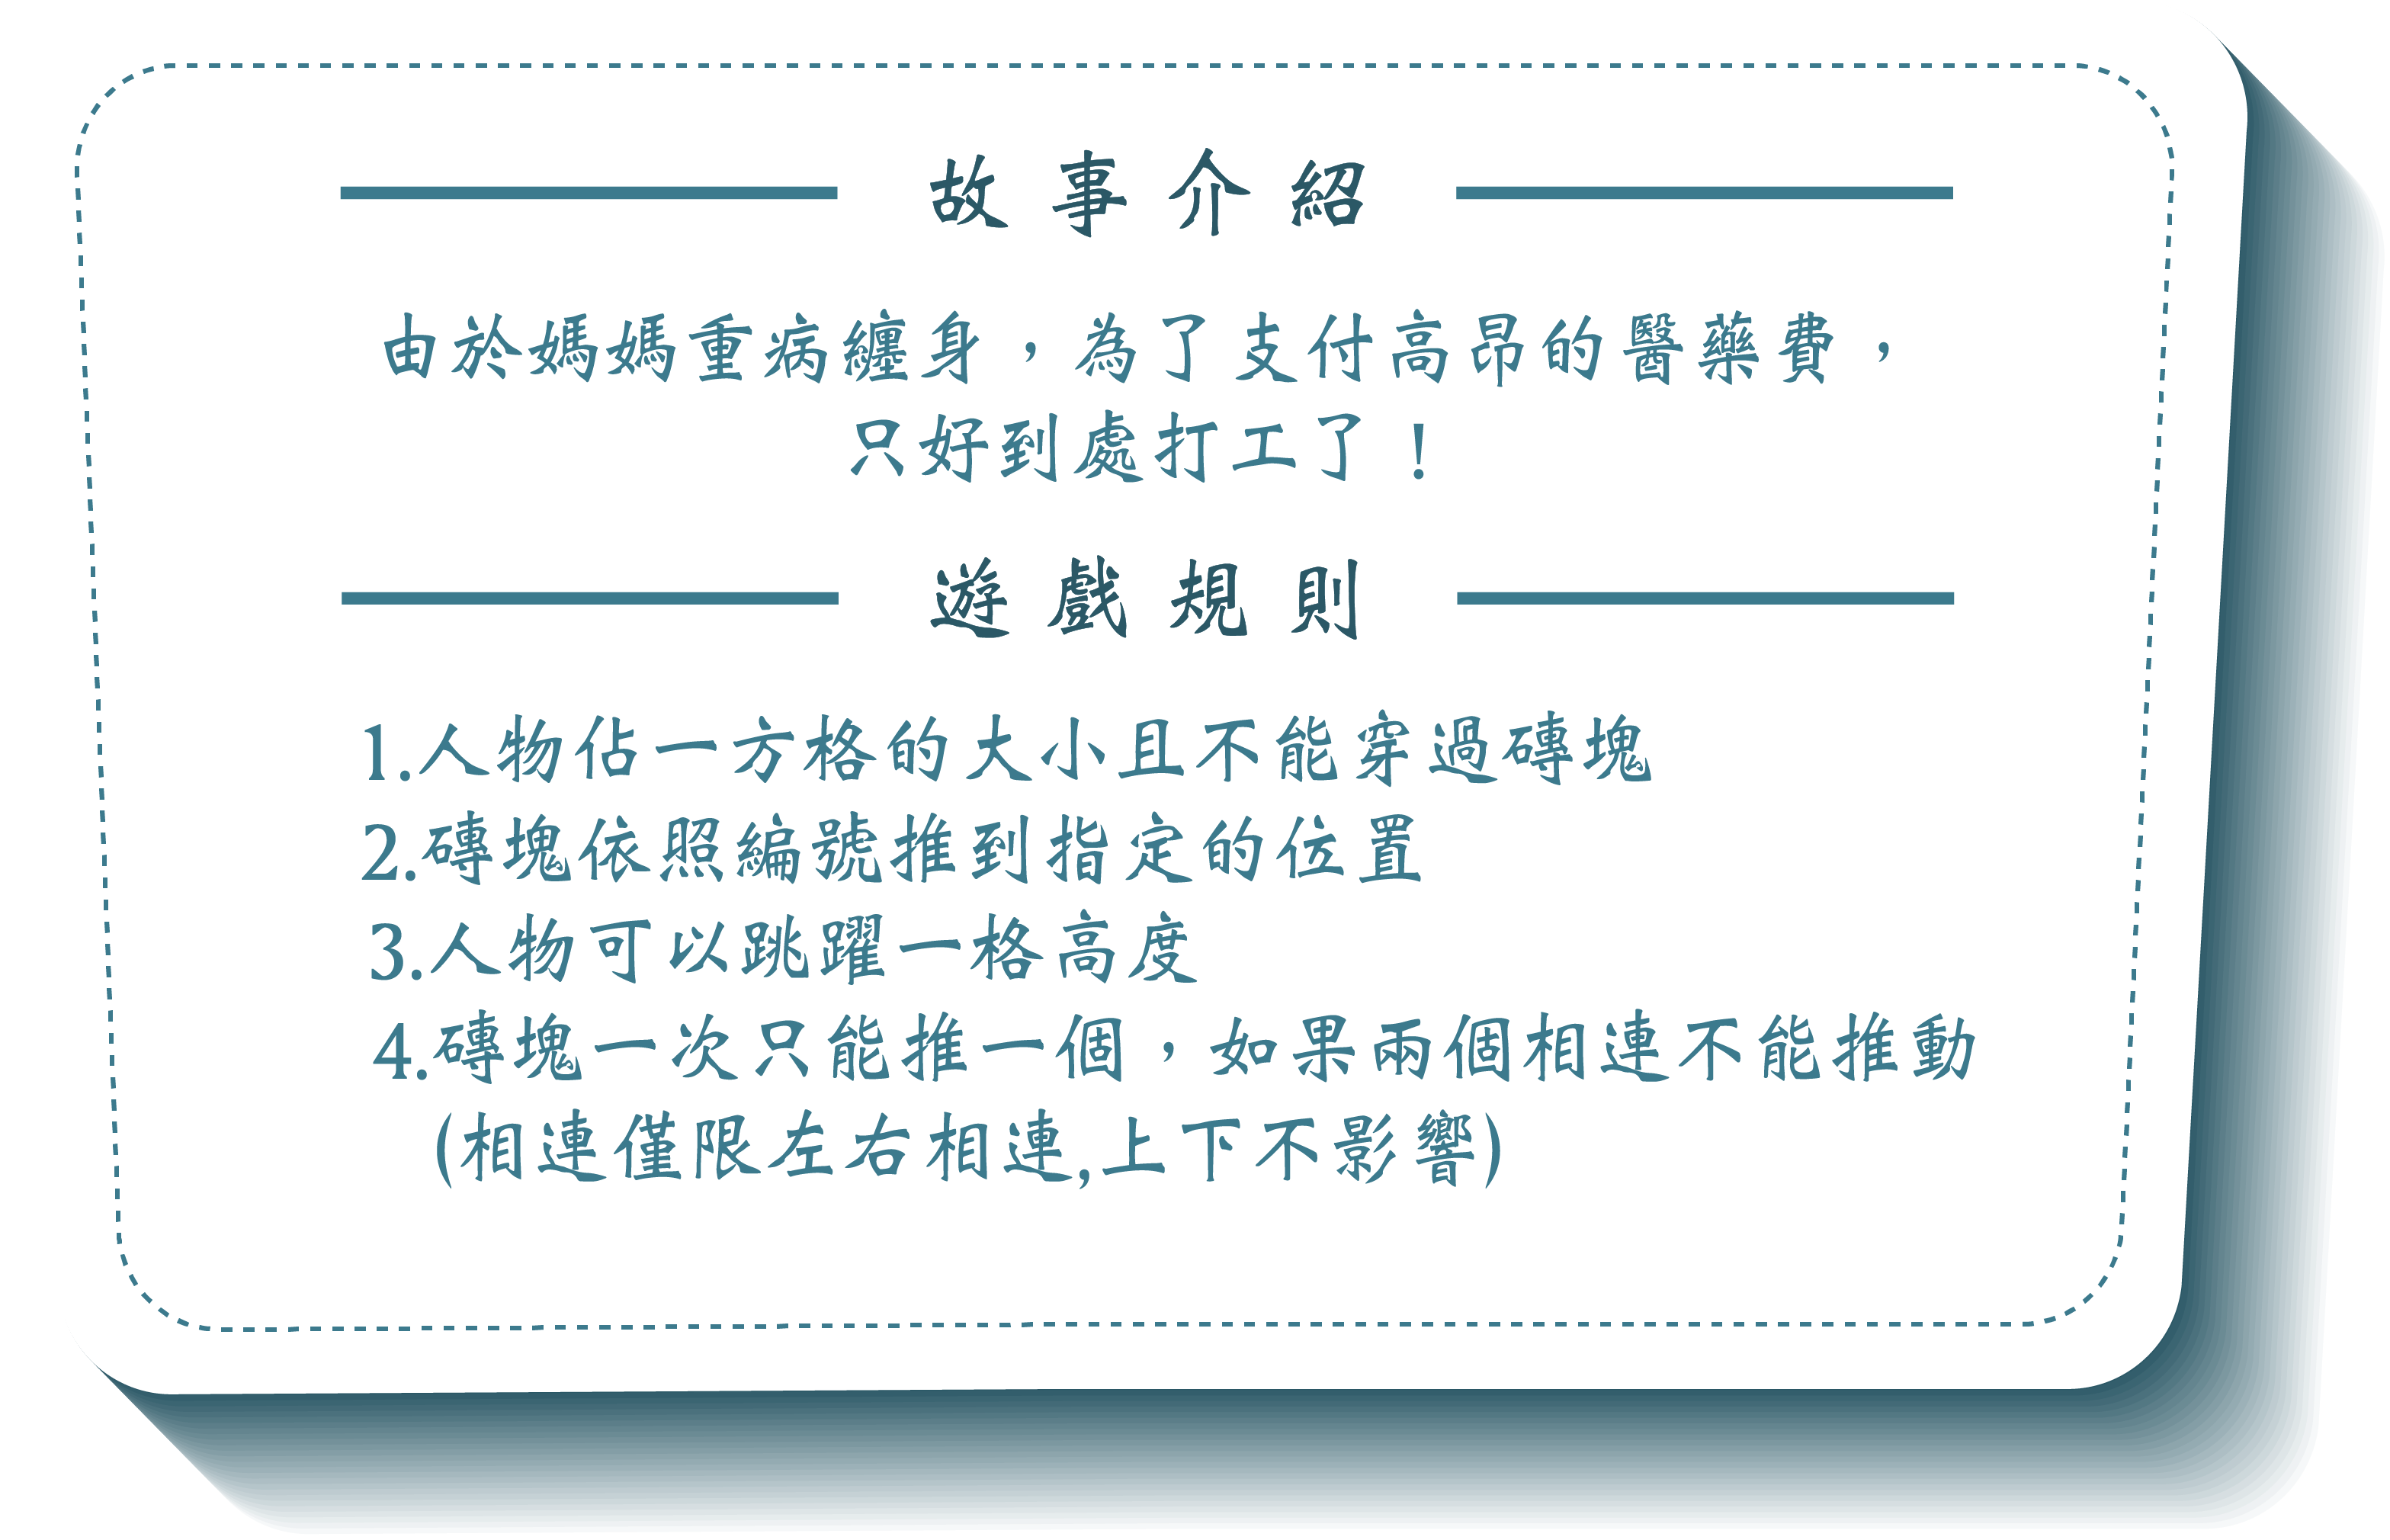 故事介紹
由於媽媽重病纏身，為了支付高昂的醫藥費，
只好到處打工了！
遊戲規則
1.人物佔一方格的大小且不能穿過磚塊
2.磚塊依照編號推到指定的位置
3.人物可以跳躍一格高度
4.磚塊一次只能推一個，如果兩個相連不能推動
(相連僅限左右相連,上下不影響)